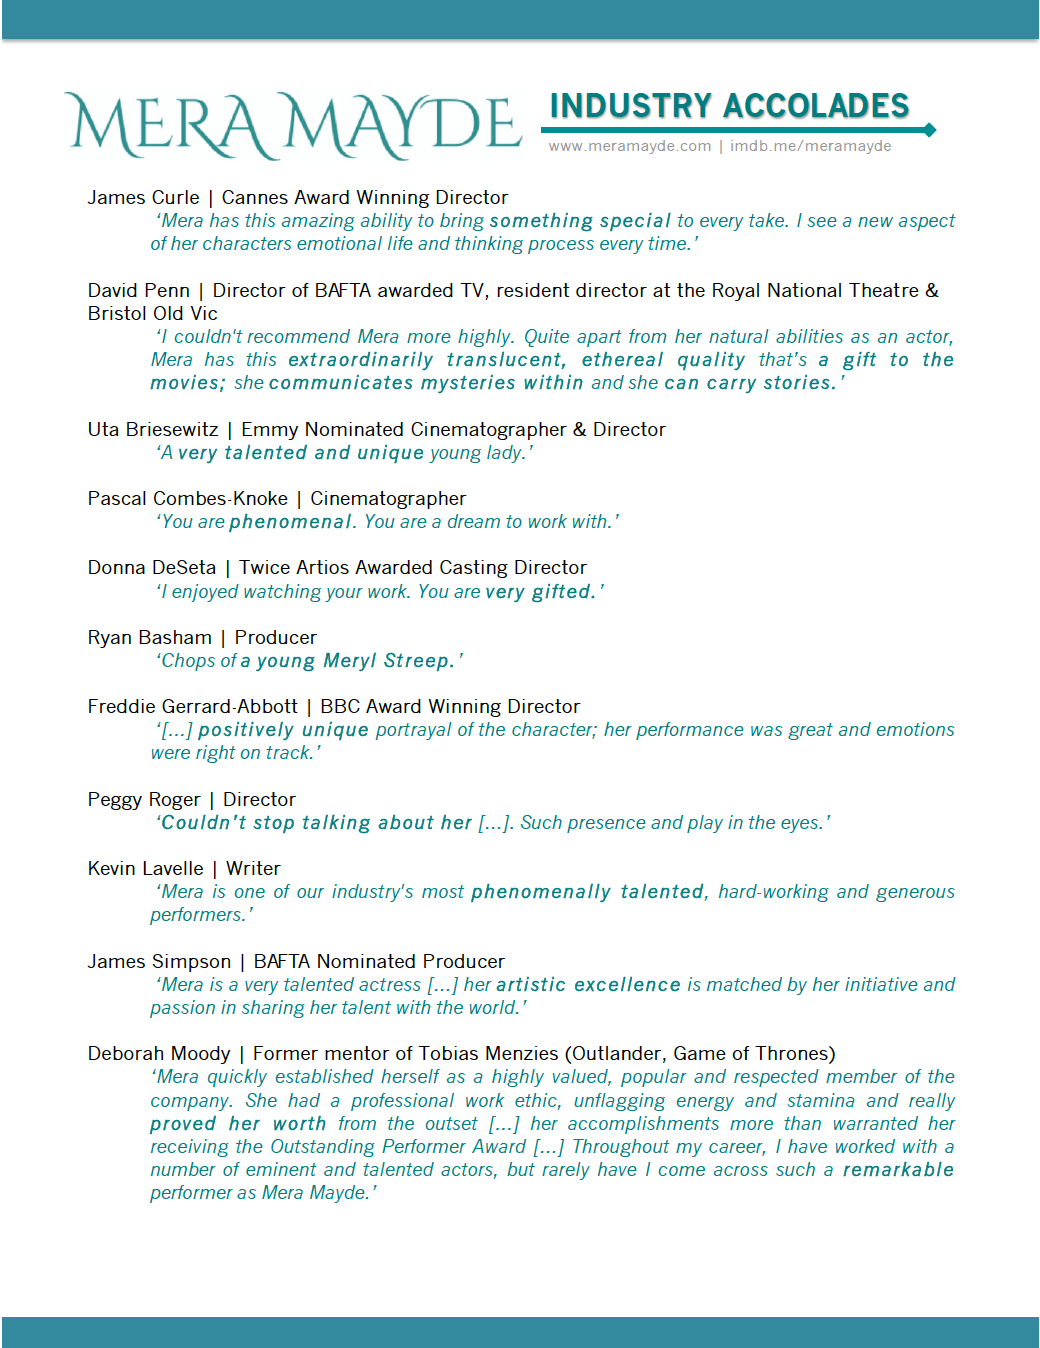 MERA MAYDE
INDUSTRY ACCOLADES
www.meramayde.com | imdb.me/meramayde
James Curle | Cannes Award Winning Director
‘Mera has this amazing ability to bring something special to every take. I see a new aspect
of her characters emotional life and thinking process every time.’
David Penn | Director of BAFTA awarded TV, resident director at the Royal National Theatre &
Bristol Old Vic
‘I couldn't recommend Mera more highly. Quite apart from her natural abilities as an actor,
Mera has this extraordinarily translucent, ethereal quality that’s a gift to the
movies; she communicates mysteries within and she can carry stories.’
Uta Briesewitz | Emmy Nominated Cinematographer & Director
‘A very talented and unique young lady.’
Pascal Combes-Knoke | Cinematographer
‘You are phenomenal. You are a dream to work with.’
Donna DeSeta | Twice Artios Awarded Casting Director
‘I enjoyed watching your work. You are very gifted.’
Ryan Basham | Producer
‘Chops of a young Meryl Streep.’
Freddie Gerrard-Abbott | BBC Award Winning Director
‘[...] positively unique portrayal of the character; her performance was great and emotions
were right on track.’
Peggy Roger | Director
‘Couldn’t stop talking about her [...]. Such presence and play in the eyes.’
Kevin Lavelle | Writer
‘Mera is one of our industry's most phenomenally talented, hard-working and generous
performers.’
James Simpson | BAFTA Nominated Producer
‘Mera is a very talented actress [...] her artistic excellence is matched by her initiative and
passion in sharing her talent with the world.’
Deborah Moody | Former mentor of Tobias Menzies (Outlander, Game of Thrones)
‘Mera quickly established herself as a highly valued, popular and respected member of the
company. She had a professional work ethic, unflagging energy and stamina and really
proved her worth from the outset [...] her accomplishments more than warranted her
receiving the Outstanding Performer Award [...] Throughout my career, I have worked with a
number of eminent and talented actors, but rarely have I come across such a remarkable
performer as Mera Mayde.’